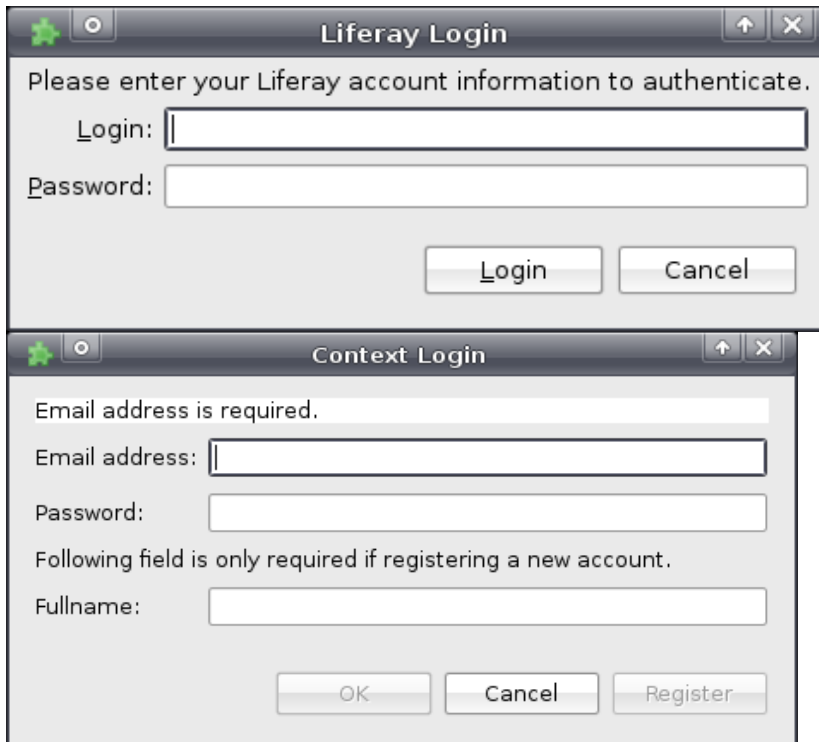 Liferay Login
Please enter your Liferay account information to authenticate.
Login:
Password:
Login Cancel
Context Login
Email address is required.
Email address:
Password:
Following field is only required if registering a new account.
Fullname:
OK Cancel Register